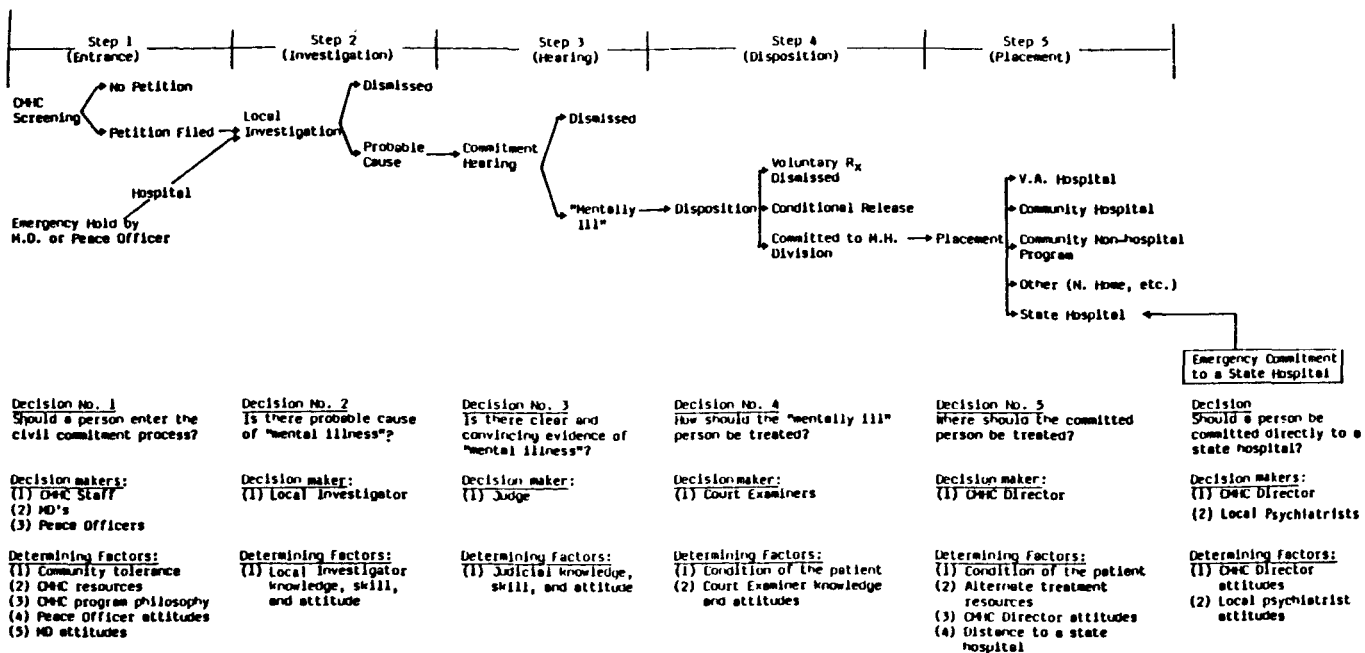 Step 1
(Entrance)
Step 2
(Investigation)
Step 3
(Hearing)
Step 4
(Disposition)
Step 5
(Placement)
CMHC
Screening
No Petition
Petition Filed
Hospital
Emergency Hold by
M.D. or Peace Officer
Local
Investigation
Dismissed
Probable
Cause
Commitment
Hearing
Dismissed
"Mentally
ill"
Disposition
Voluntary Rx
Dismissed
Conditional Release
Committed to M.H.
Division
Placement
V.A. Hospital
Community Hospital
Community Non-hospital
Program
Other (N. Home, etc.)
State Hospital
Emergency Commitment
to a State Hospital
Decision No. 1
Should a person enter the
civil commitment process?
Decision makers:
(1) CMHC Staff
(2) MD's
(3) Peace Officers
Determining Factors:
(1) Community tolerance
(2) CMHC resources
(3) CMHC program philosophy
(4) Peace Officer attitudes
(5) MD attitudes
Decision No. 2
Is there probable cause
of "mental illness"?
Decision maker:
(1) Local Investigator
Determining Factors:
(1) Local Investigator
knowledge, skill,
and attitude
Decision No. 3
Is there clear and
convincing evidence of
"mental illness"?
Decision maker:
(1) Judge
Determining Factors:
(1) Judicial knowledge,
skill, and attitude
Decision No. 4
How should the "mentally ill"
person be treated?
Decision maker:
(1) Court Examiners
Determining Factors:
(1) Condition of the patient
(2) Court Examiner knowledge
and attitudes
Decision No. 5
Where should the committed
person be treated?
Decision maker:
(1) CMHC Director
Determining Factors:
(1) Condition of the patient
(2) Alternate treatment
resources
(3) CMHC Director attitudes
(4) Distance to a state
hospital
Decision
Should a person be
committed directly to a
state hospital?
Decision makers:
(1) CMHC Director
(2) Local Psychiatrists
Determining Factors:
(1) CMHC Director
attitudes
(2) Local psychiatrist
attitudes